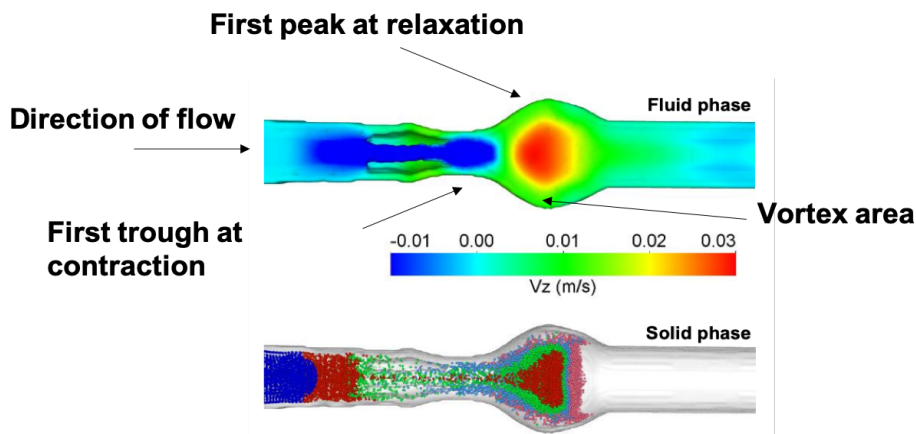 First peak at relaxation
Fluid phase
Direction of flow
Vortex area
First trough at
contraction
-0.01 0.00 0.01 0.02 0.03
Vz (m/s)
Solid phase